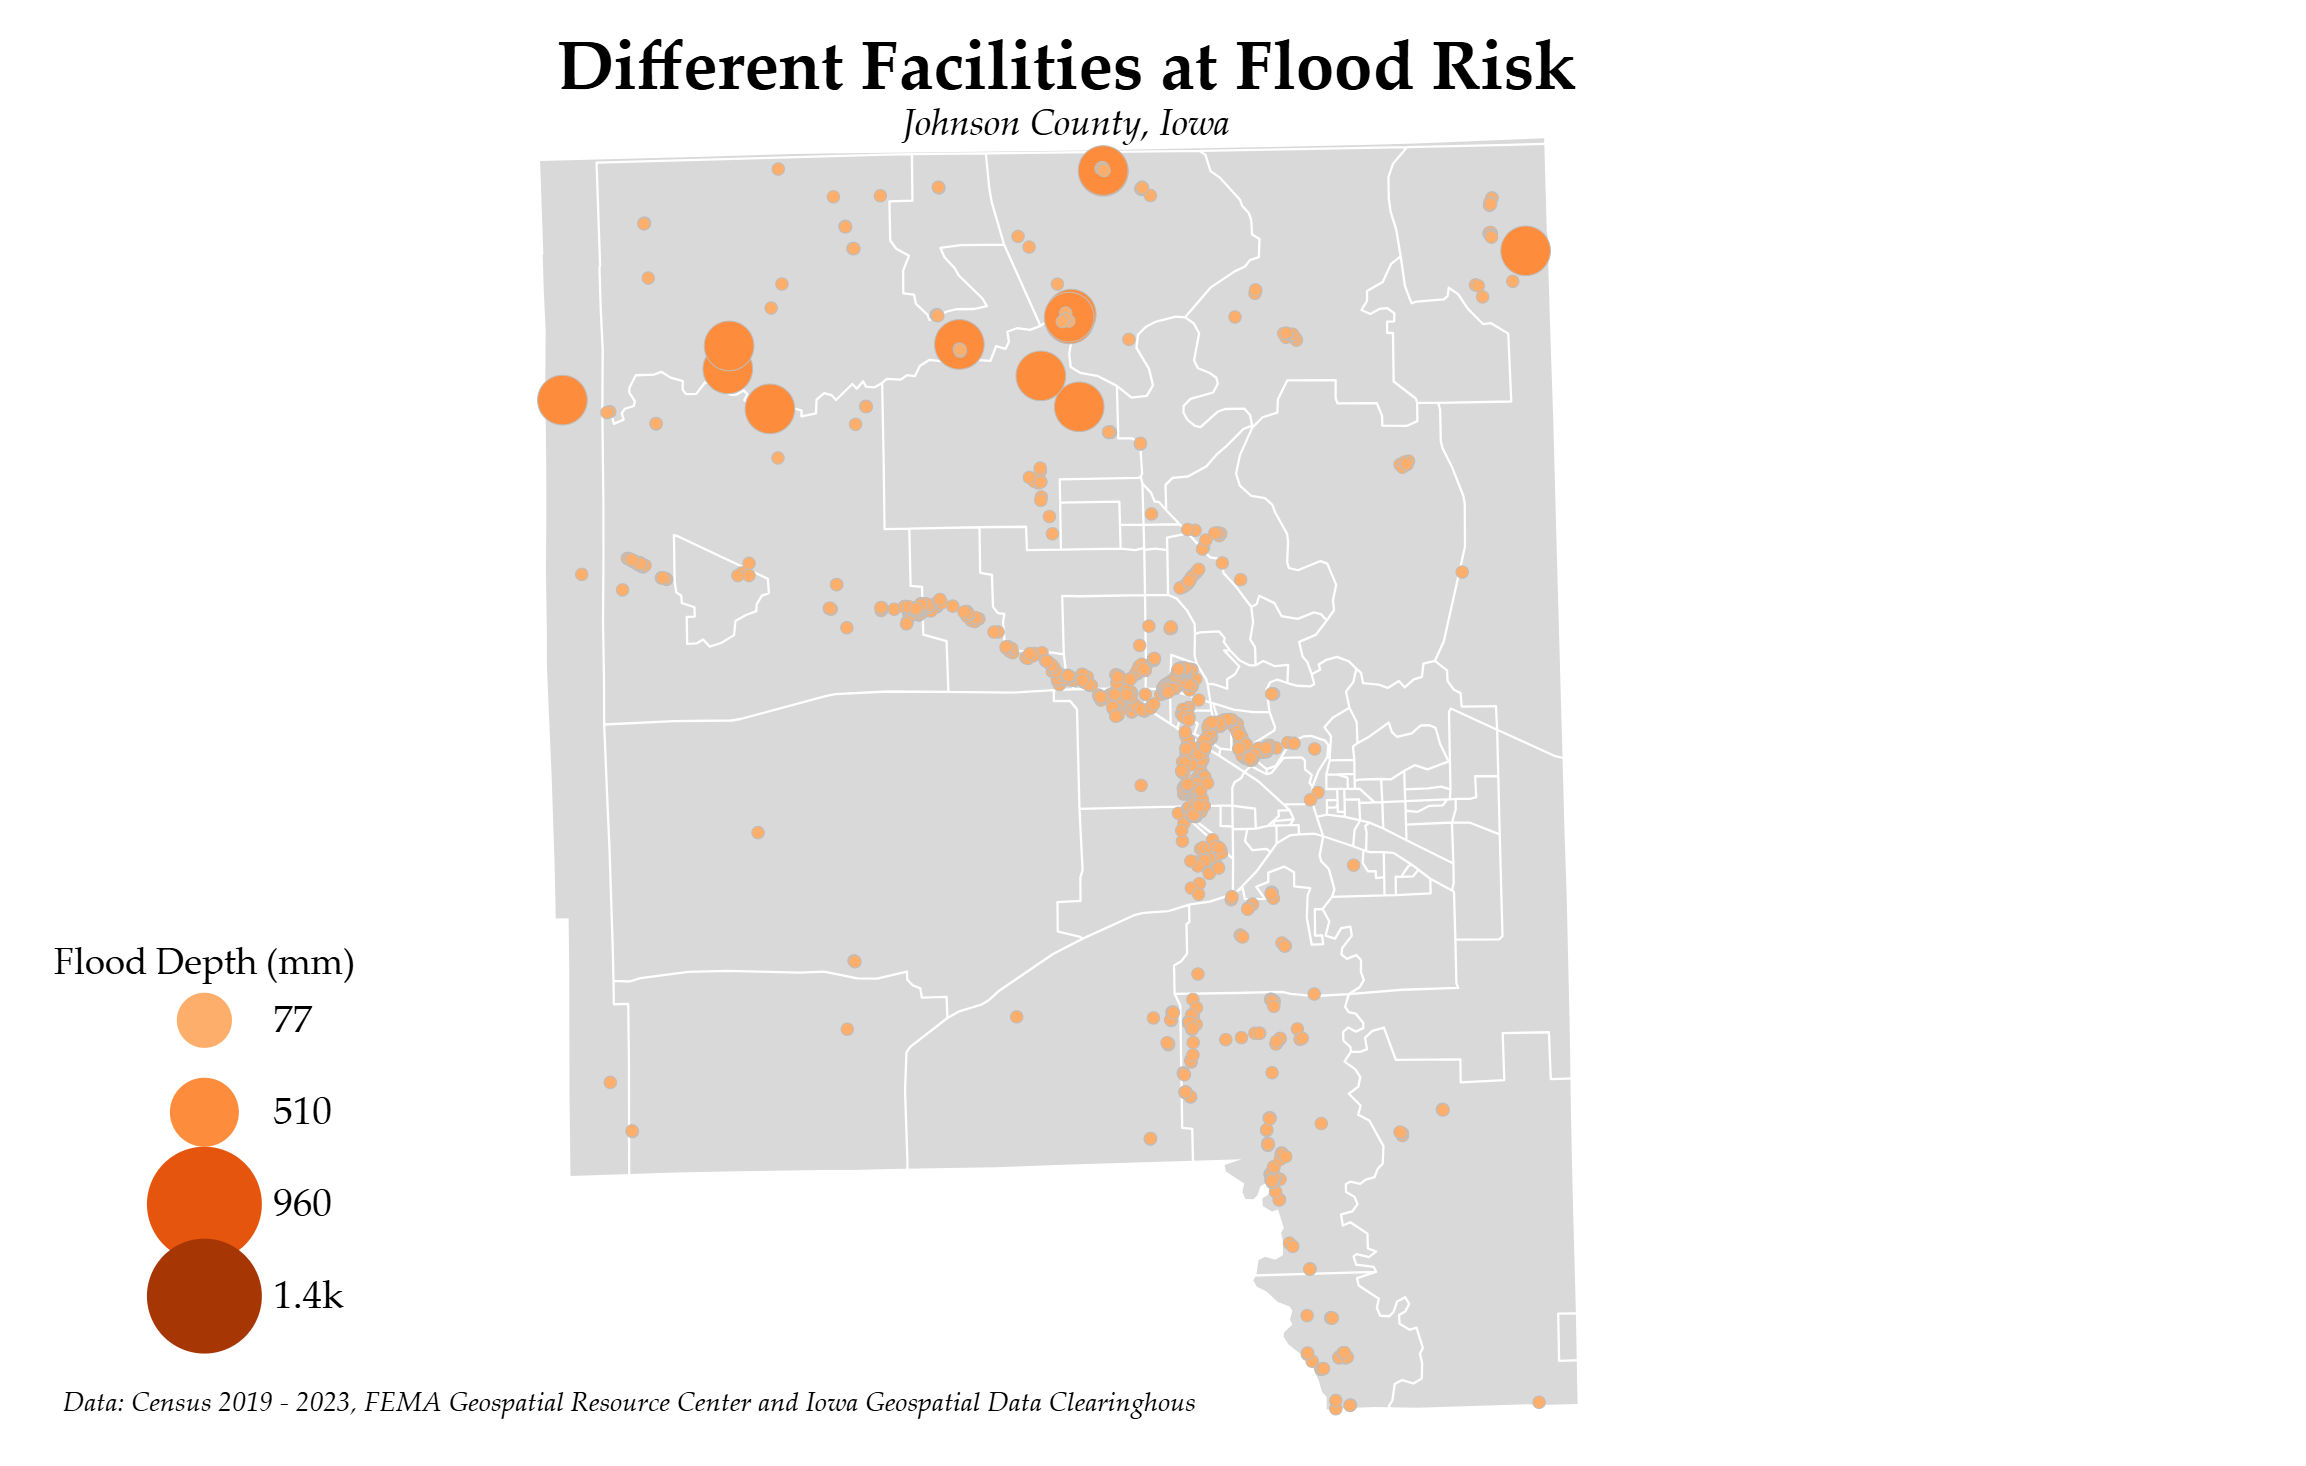 Different Facilities at Flood Risk
Johnson County, Iowa
Flood Depth (mm)
77
510
960
1.4k
Data: Census 2019 - 2023, FEMA Geospatial Resource Center and Iowa Geospatial Data Clearinghous